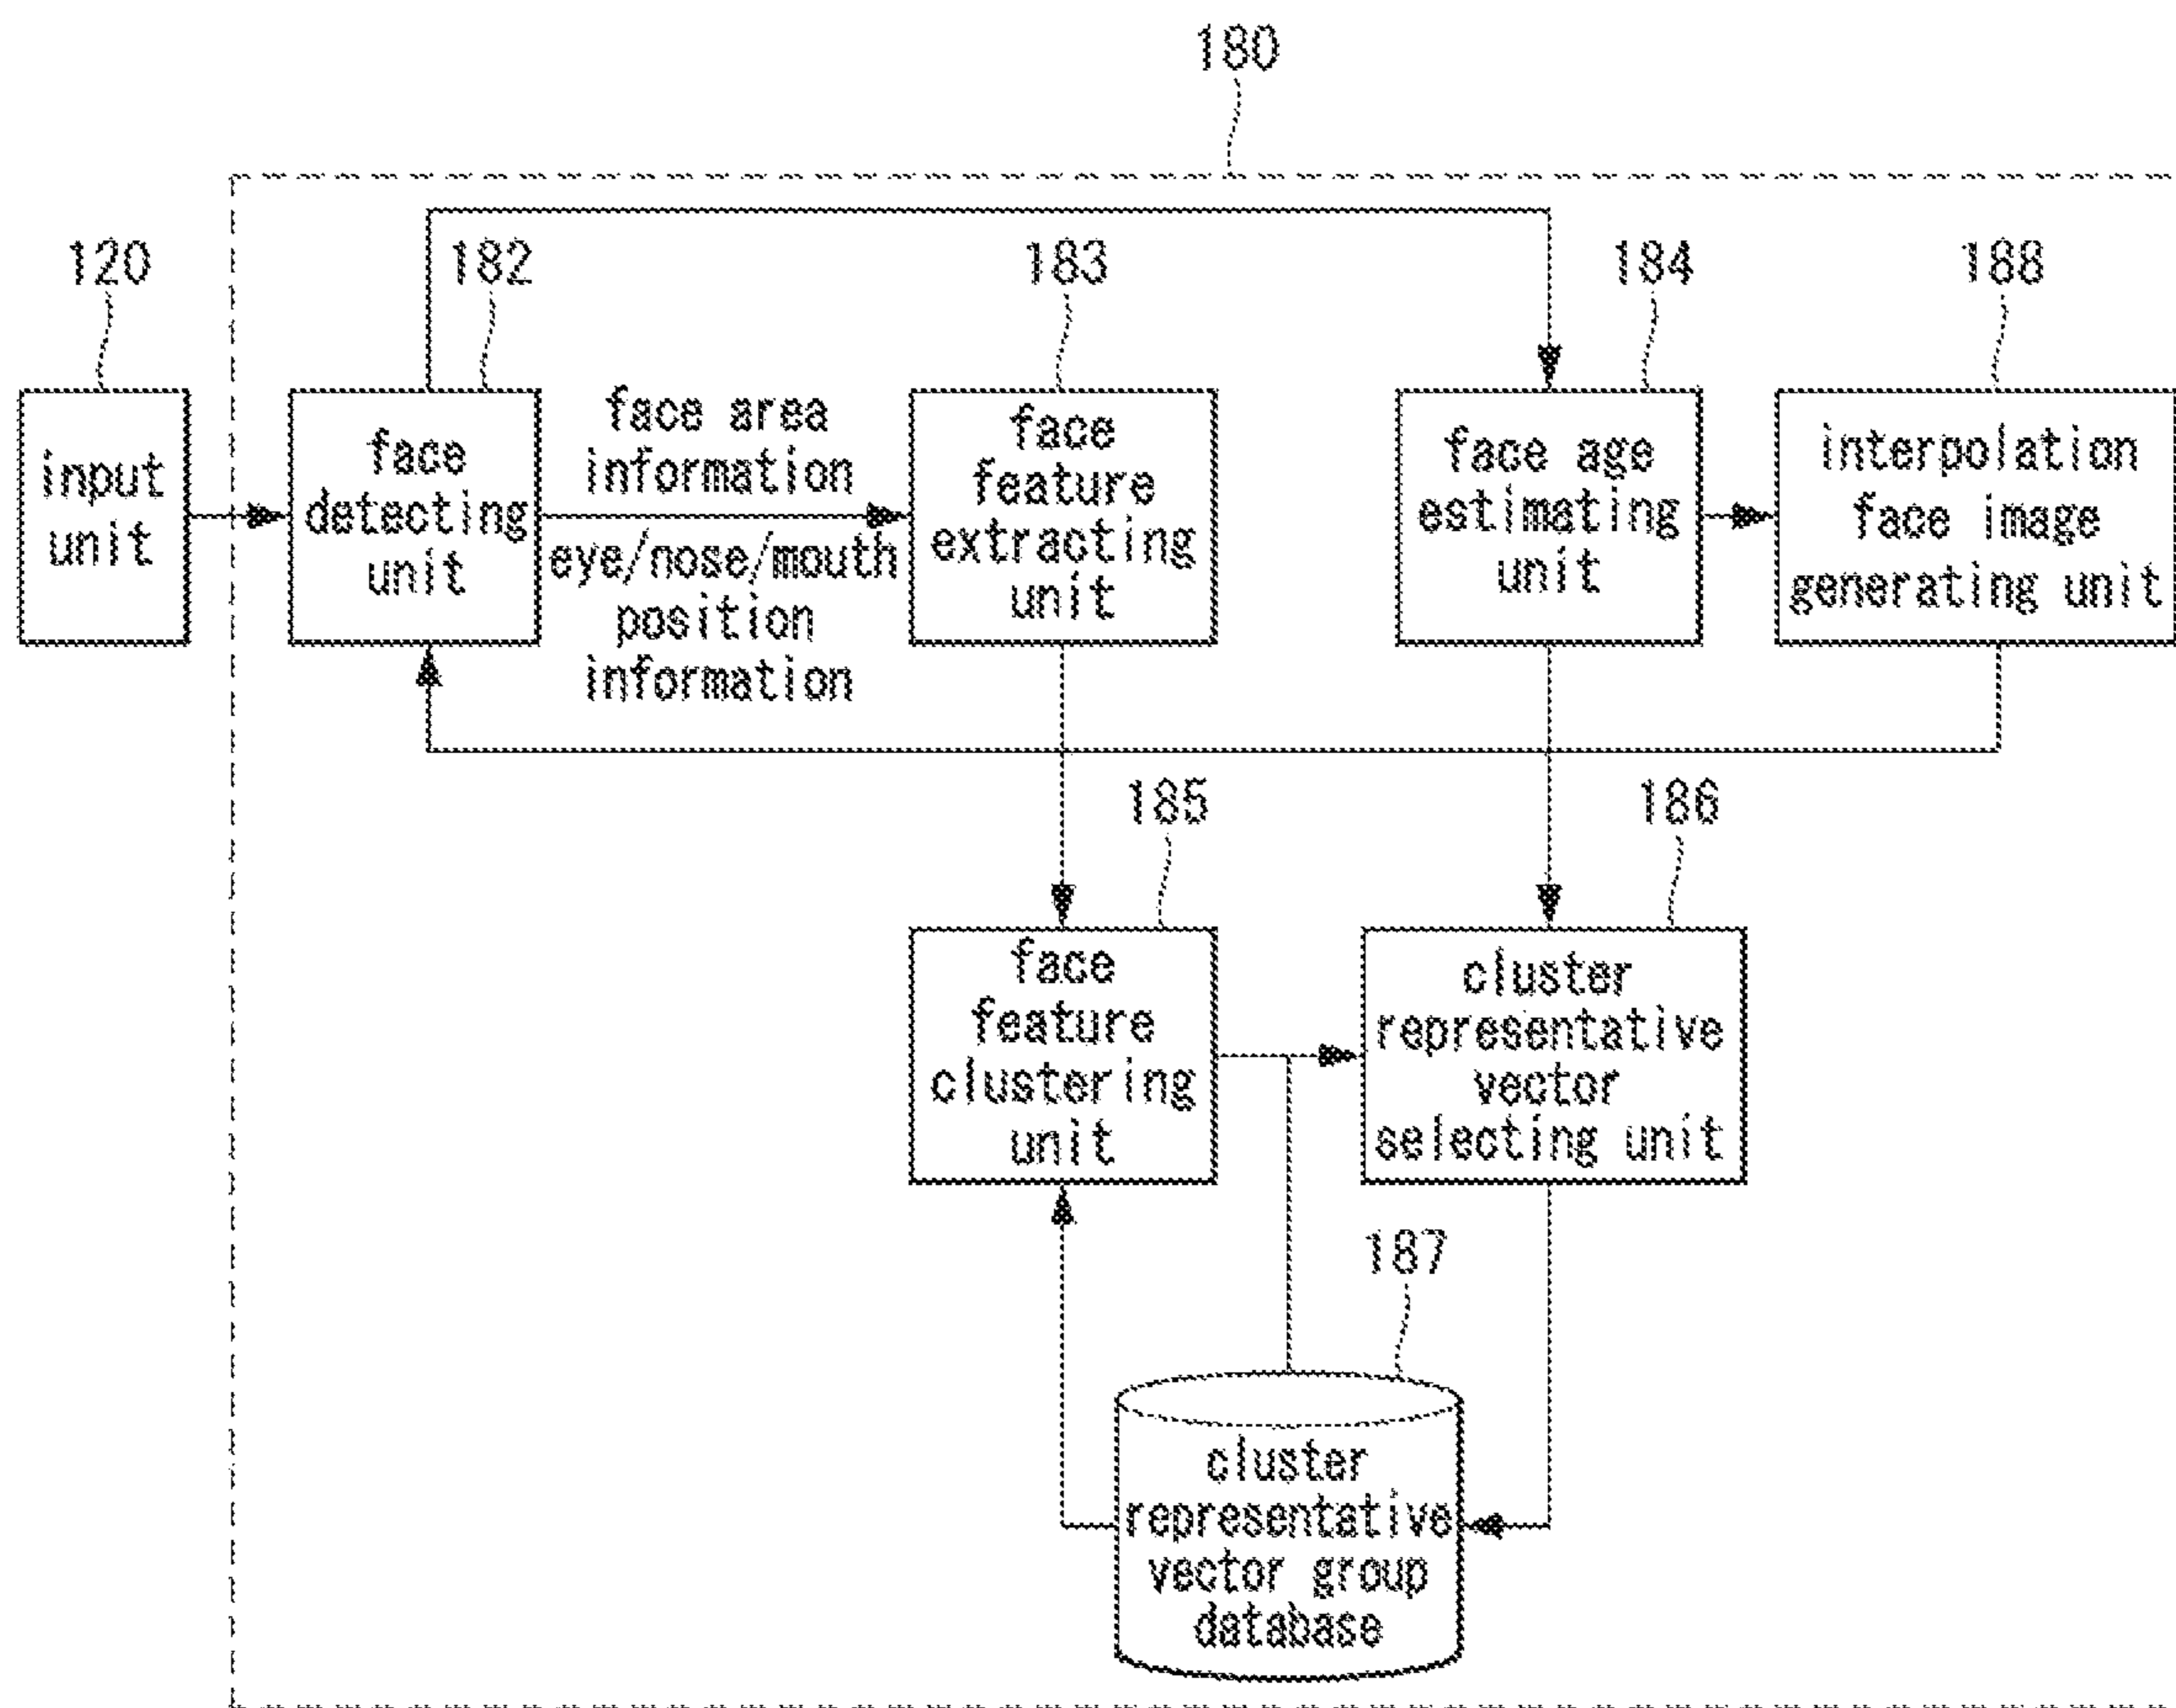 180
120
182
183
184
188
input
unit
face
detecting
unit
face area
information
eye/nose/mouth
position
information
face
feature
extracting
unit
face age
estimating
unit
interpolation
face image
generating unit
185
186
face
feature
clustering
unit
cluster
representative
vector
selecting unit
187
cluster
representative
vector group
database